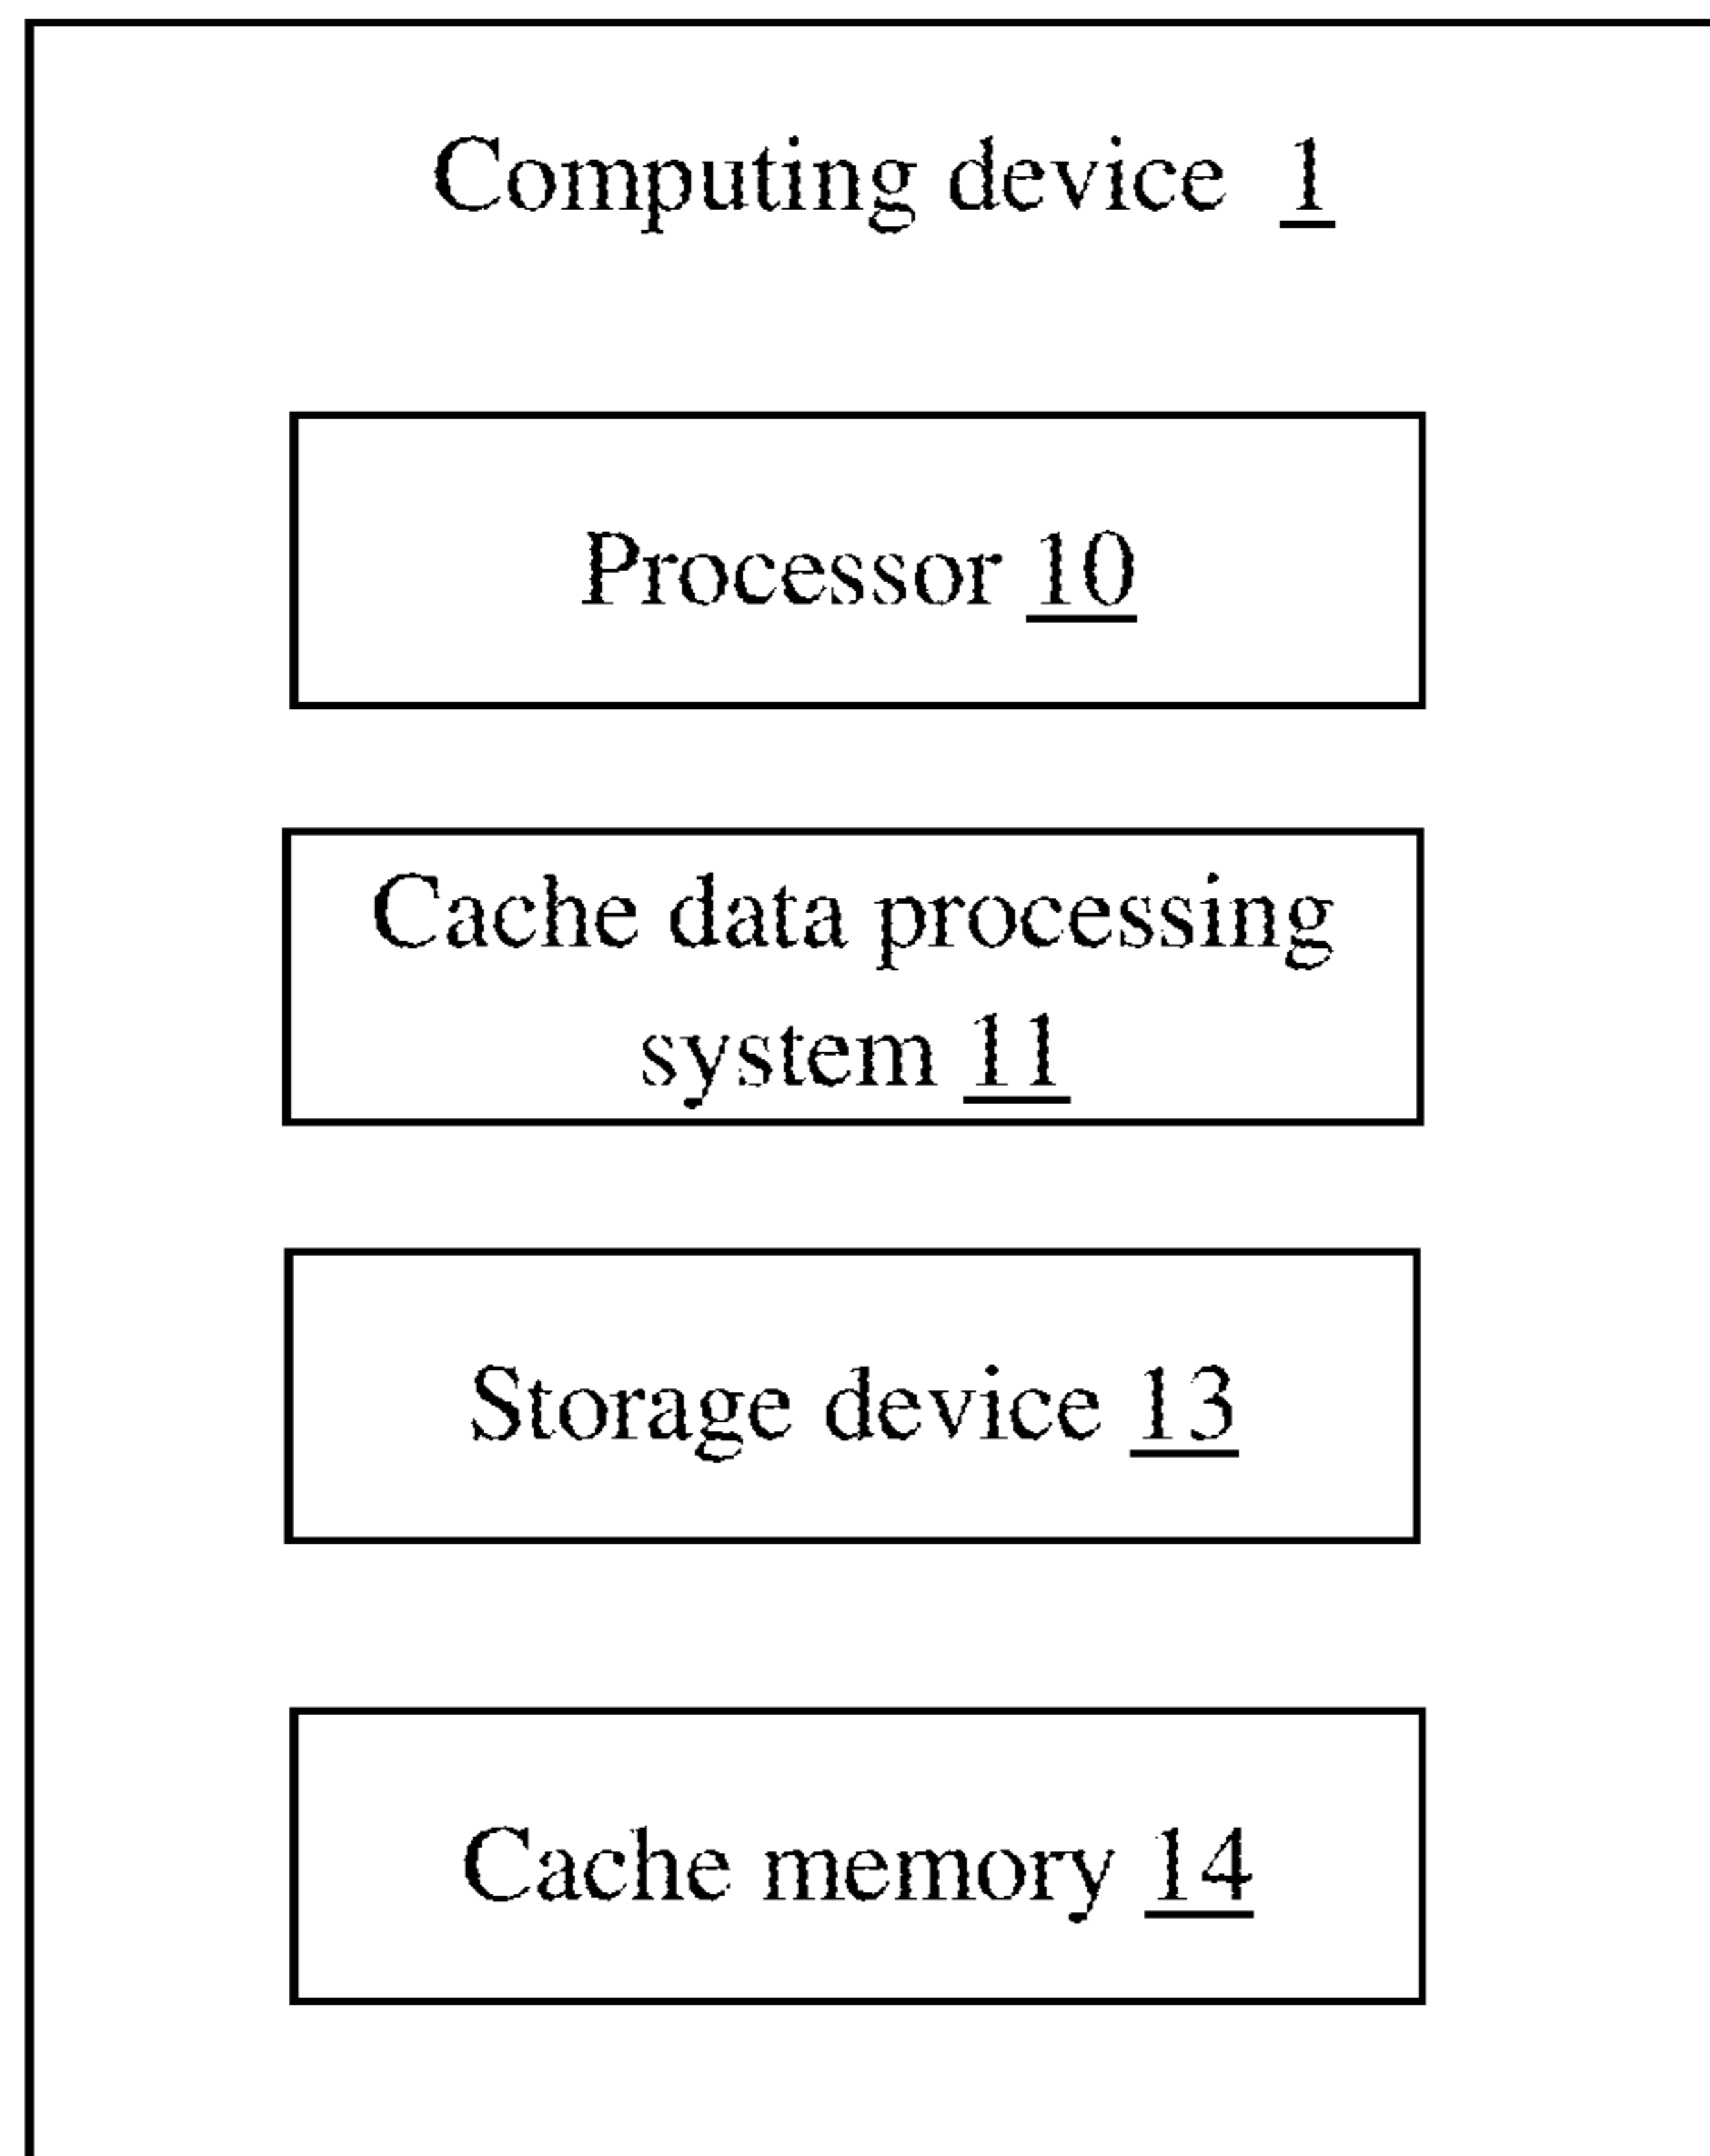 Computing device 1
Processor 10
Cache data processing
system 11
Storage device 13
Cache memory 14